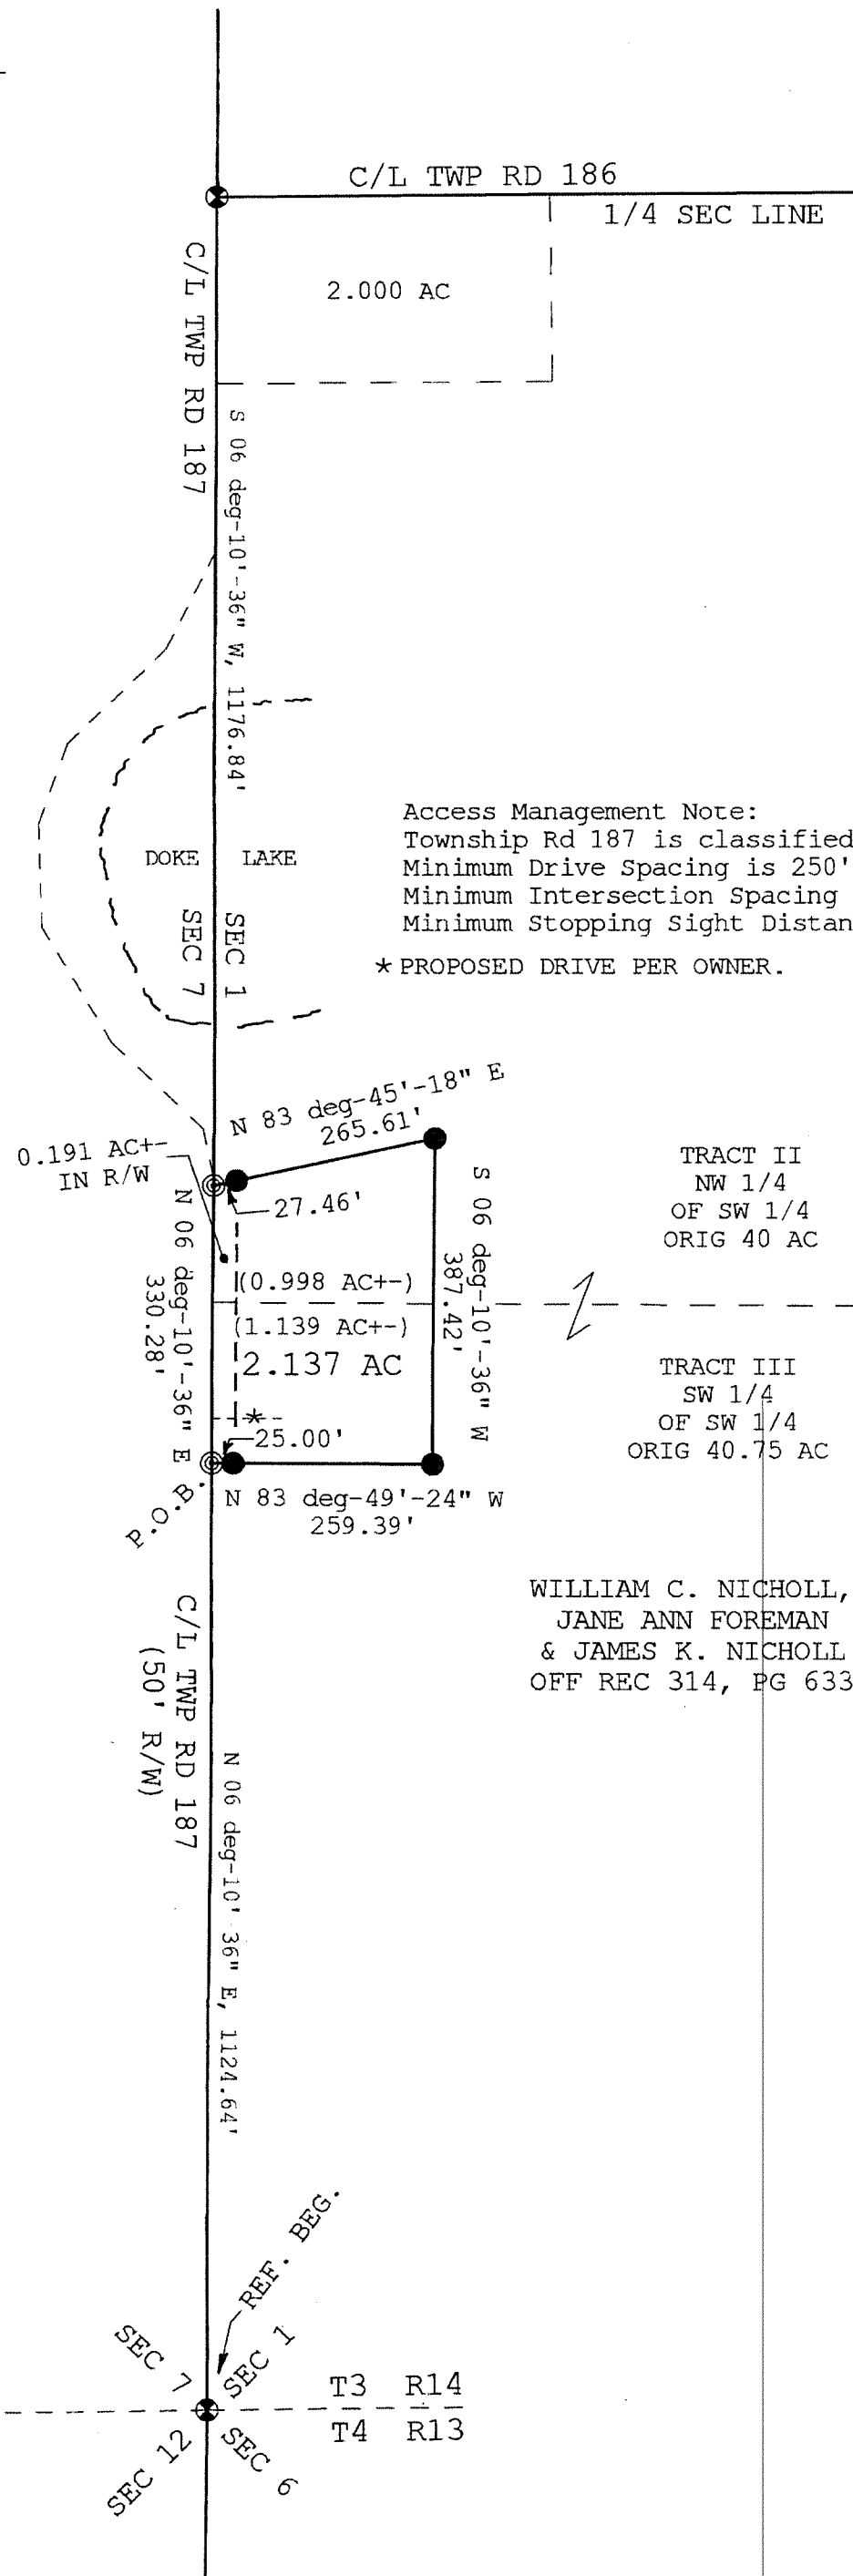 C/L TWP RD 186
1/4 SEC LINE
2.000 AC
C/L TWP RD 187
S 06 deg-10'-36" W, 1176.84'
DOKE LAKE
SEC 1
SEC 7
Access Management Note:
Township Rd 187 is classified
Minimum Drive Spacing is 250'
Minimum Intersection Spacing
Minimum Stopping Sight Distan
* PROPOSED DRIVE PER OWNER.
N 83 deg-45'-18" E
265.61'
0.191 AC+-
IN R/W
27.46'
N 06 deg-10'-36" E
330.28'
S 06 deg-10'-36" W
387.42'
(0.998 AC+-)
(1.139 AC+-)
2.137 AC
*
25.00'
TRACT II
NW 1/4
OF SW 1/4
ORIG 40 AC
TRACT III
SW 1/4
OF SW 1/4
ORIG 40.75 AC
P.O.B.
N 83 deg-49'-24" W
259.39'
WILLIAM C. NICHOLL,
JANE ANN FOREMAN
& JAMES K. NICHOLL
OFF REC 314, PG 633
C/L TWP RD 187
(50' R/W)
N 06 deg-10' 36" E, 1124.64'
REF. BEG.
SEC 7
SEC 1
T3 R14
T4 R13
SEC 12
SEC 6